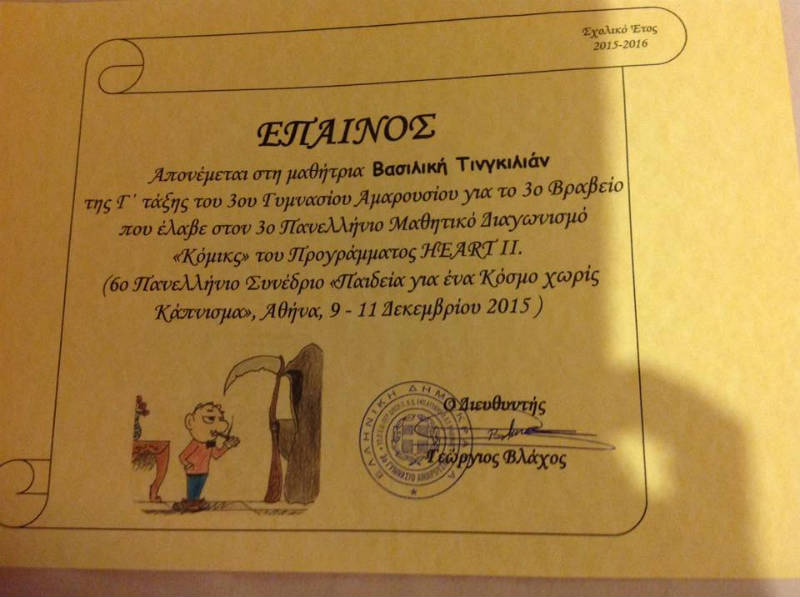 Σχολικό Έτος
2015-2016
ΕΠΑΙΝΟΣ
Απονέμεται στη μαθήτρια Βασιλική Τινγκιλιάν
της Γ΄ τάξης του 3ου Γυμνασίου Αμαρουσίου για το 3ο Βραβείο
που έλαβε στον 3ο Πανελλήνιο Μαθητικό Διαγωνισμό
«Κόμικς» του Προγράμματος HEART II.
(6ο Πανελλήνιο Συνέδριο «Παιδεία για ένα Κόσμο χωρίς
Κάπνισμα», Αθήνα, 9 - 11 Δεκεμβρίου 2015 )
ΕΛΛΗΝΙΚΗ ΔΗΜΟΚΡΑΤΙΑ
Ο Διευθυντής
Γεώργιος Βλάχος